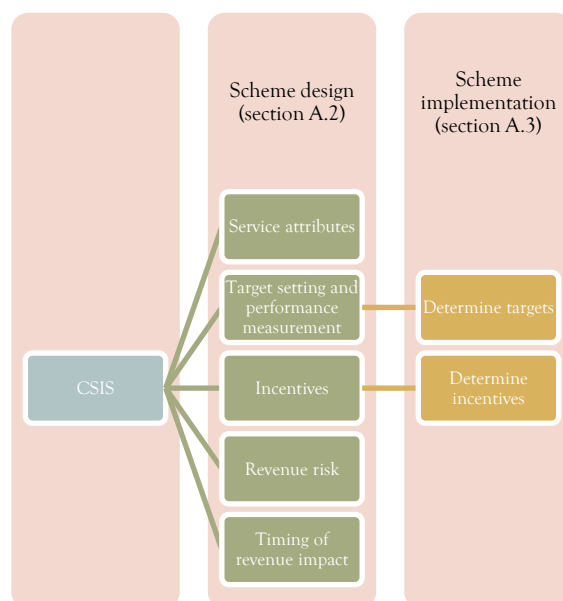 Scheme design
(section A.2)
Scheme
implementation
(section A.3)
Service attributes
Target setting and
performance
measurement
Determine targets
CSIS
Incentives
Determine
incentives
Revenue risk
Timing of
revenue impact